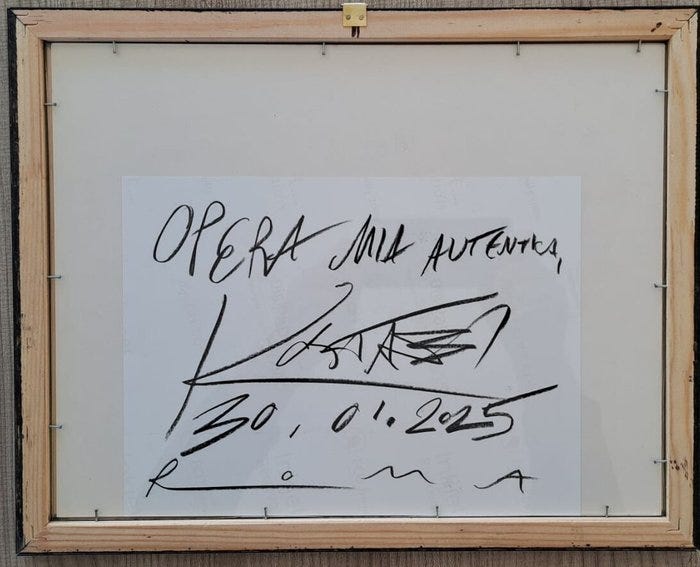 OPERA MIA AUTENTICA,
30.01.2025
ROMA